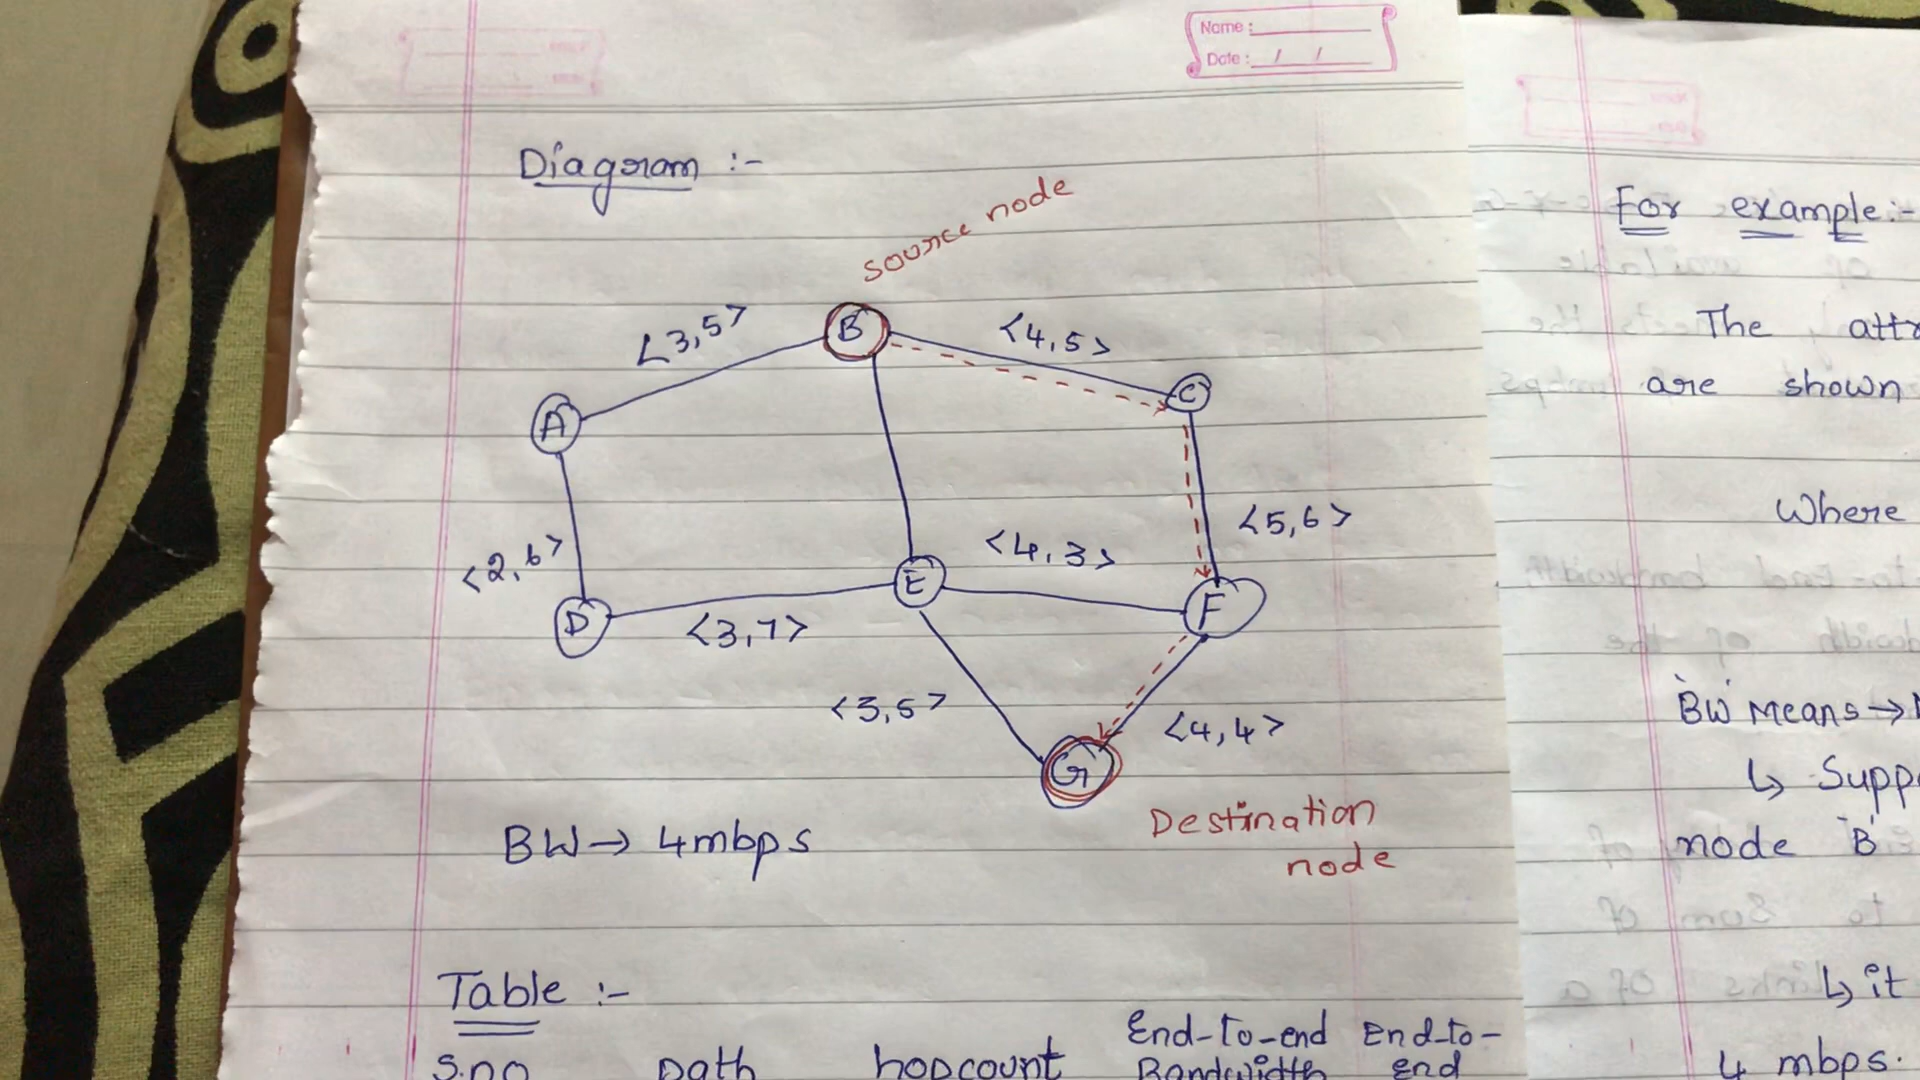 Name :
Date : / /
Diagram :-
source node
B
<3,5>
<4,5>
C
A
<5,6>
<4,3>
<2,6>
E
F
D
<3,7>
<3,5>
<4,4>
G
BW → 4mbps
Destination
node
Table :-
End-to-end End-to-
S.no path hopcount Bandwidth end
For example:-
The
are shown
Where
BW Means →
↳
node 'B'
↳ it
4 mbps.